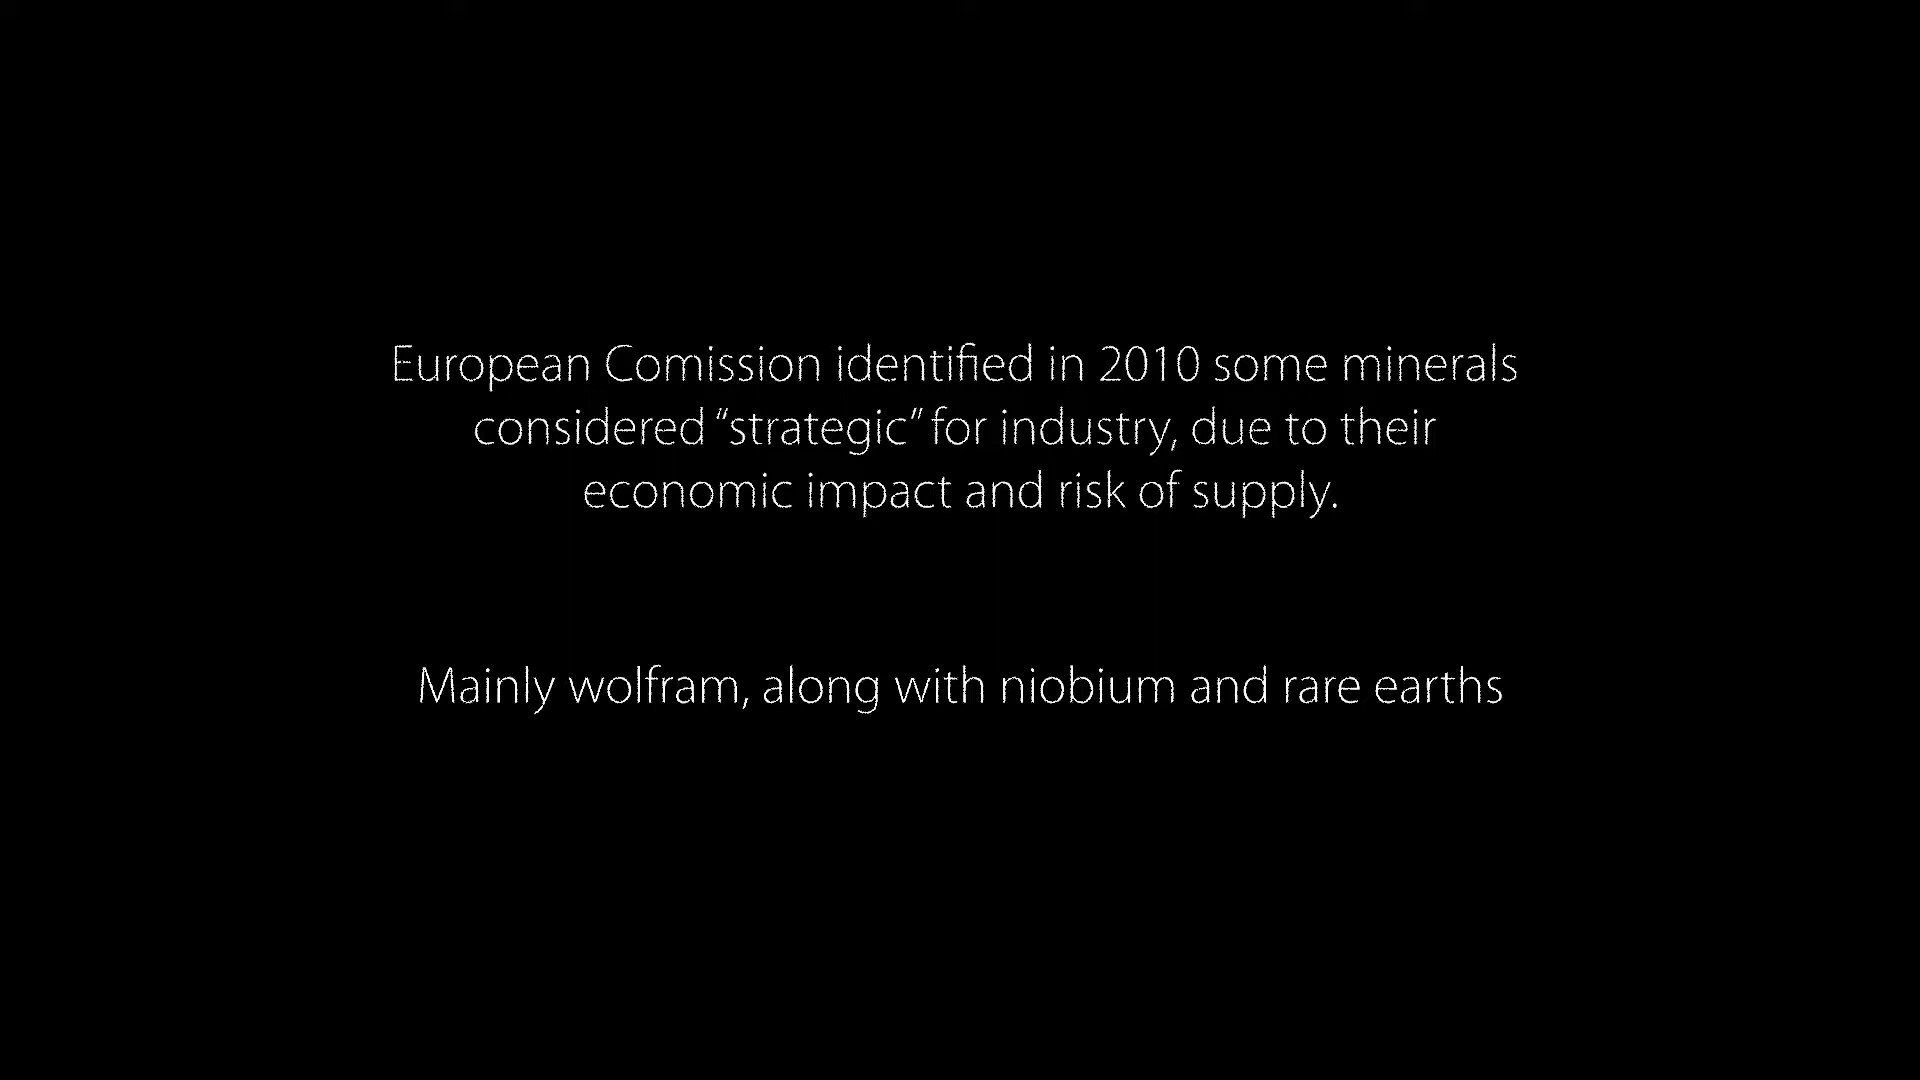 European Comission identified in 2010 some minerals
considered “strategic” for industry, due to their
economic impact and risk of supply.
Mainly wolfram, along with niobium and rare earths